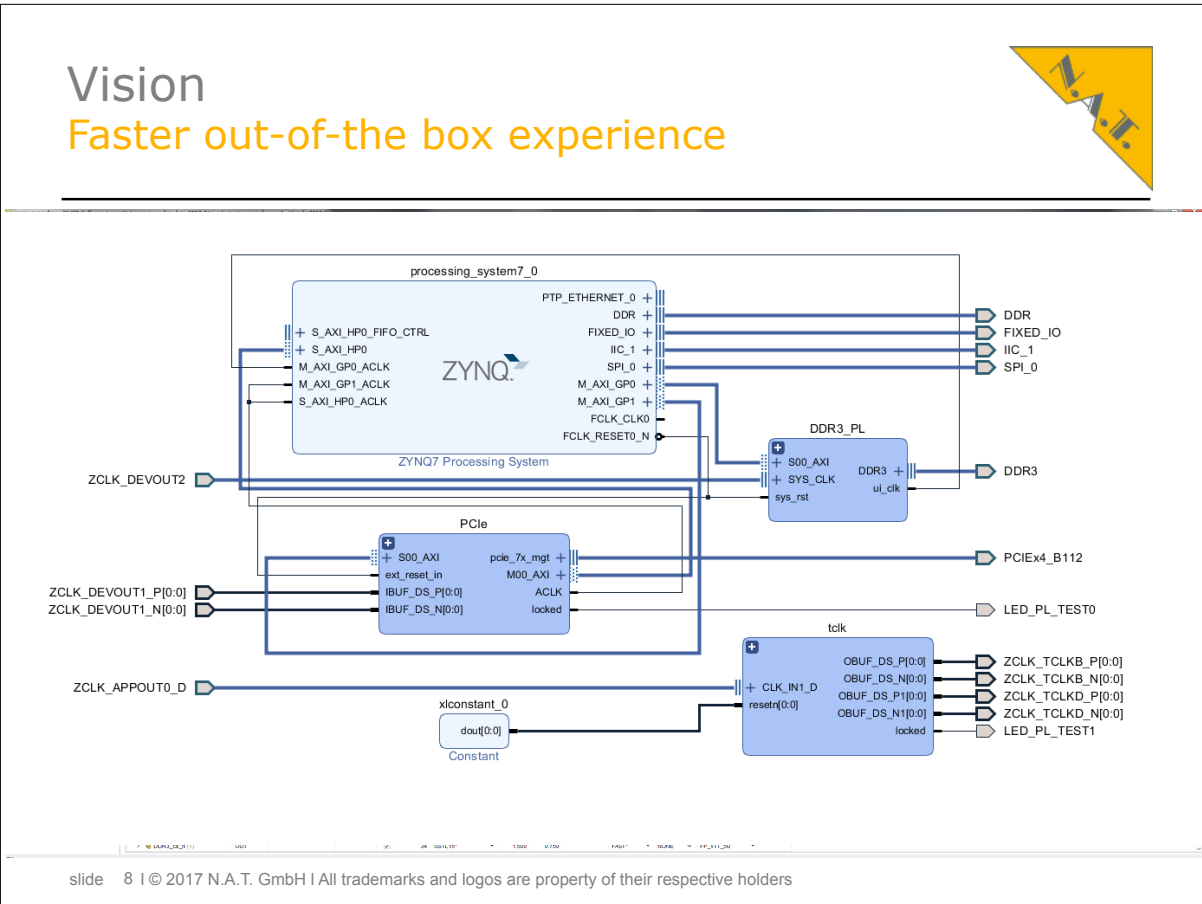 Vision
Faster out-of-the box experience
N.A.T.
processing_system7_0
PTP_ETHERNET_0
DDR
FIXED_IO
IIC_1
SPI_0
M_AXI_GP0
M_AXI_GP1
FCLK_CLK0
FCLK_RESET0_N
S_AXI_HP0_FIFO_CTRL
S_AXI_HP0
M_AXI_GP0_ACLK
M_AXI_GP1_ACLK
S_AXI_HP0_ACLK
ZYNQ
ZYNQ7 Processing System
DDR
FIXED_IO
IIC_1
SPI_0
DDR3_PL
S00_AXI
SYS_CLK
sys_rst
DDR3
ui_clk
DDR3
ZCLK_DEVOUT2
PCIe
S00_AXI
ext_reset_in
IBUF_DS_P[0:0]
IBUF_DS_N[0:0]
pcie_7x_mgt
M00_AXI
ACLK
locked
ZCLK_DEVOUT1_P[0:0]
ZCLK_DEVOUT1_N[0:0]
PCIEx4_B112
LED_PL_TEST0
tclk
CLK_IN1_D
resetn[0:0]
OBUF_DS_P[0:0]
OBUF_DS_N[0:0]
OBUF_DS_P1[0:0]
OBUF_DS_N1[0:0]
locked
ZCLK_TCLKB_P[0:0]
ZCLK_TCLKB_N[0:0]
ZCLK_TCLKD_P[0:0]
ZCLK_TCLKD_N[0:0]
LED_PL_TEST1
ZCLK_APPOUT0_D
xlconstant_0
dout[0:0]
Constant
slide 8 l © 2017 N.A.T. GmbH l All trademarks and logos are property of their respective holders